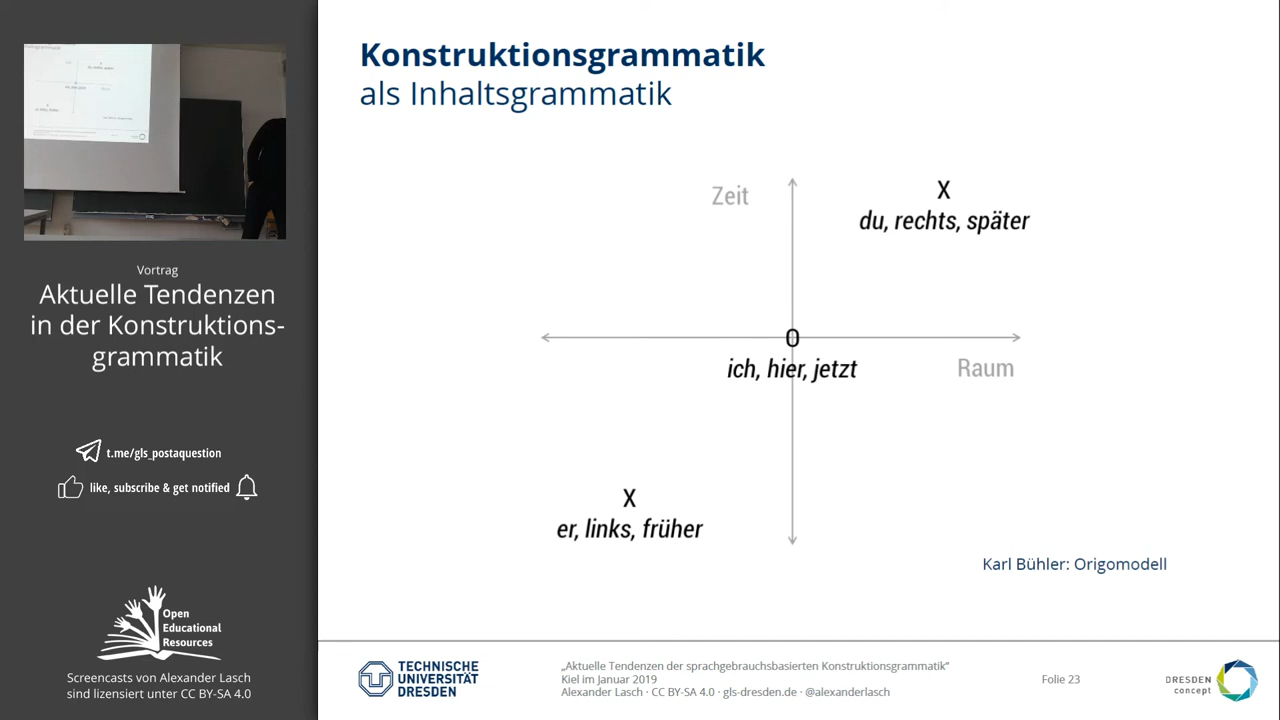 Vortrag
Aktuelle Tendenzen
in der Konstruktions-
grammatik
t.me/gls_postaquestion
like, subscribe & get notified
Open
Educational
Resources
Screencasts von Alexander Lasch
sind lizensiert unter CC BY-SA 4.0
Konstruktionsgrammatik
als Inhaltsgrammatik
Zeit
X
du, rechts, später
0
ich, hier, jetzt
Raum
X
er, links, früher
Karl Bühler: Origomodell
TECHNISCHE
UNIVERSITÄT
DRESDEN
„Aktuelle Tendenzen der sprachgebrauchsbasierten Konstruktionsgrammatik“
Kiel im Januar 2019
Alexander Lasch · CC BY-SA 4.0 · gls-dresden.de · @alexanderlasch
Folie 23
DRESDEN
concept